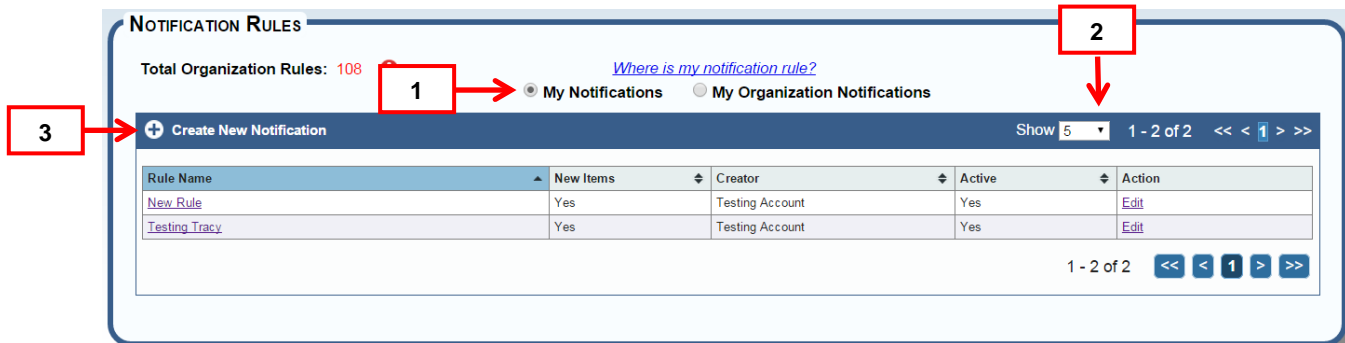 NOTIFICATION RULES
2
Total Organization Rules: 108
Where is my notification rule?
1
My Notifications My Organization Notifications
3
Create New Notification Show 5 1 - 2 of 2 << < 1 > >>
Rule Name New Items Creator Active Action
New Rule Yes Testing Account Yes Edit
Testing Tracy Yes Testing Account Yes Edit
1 - 2 of 2 << < 1 > >>